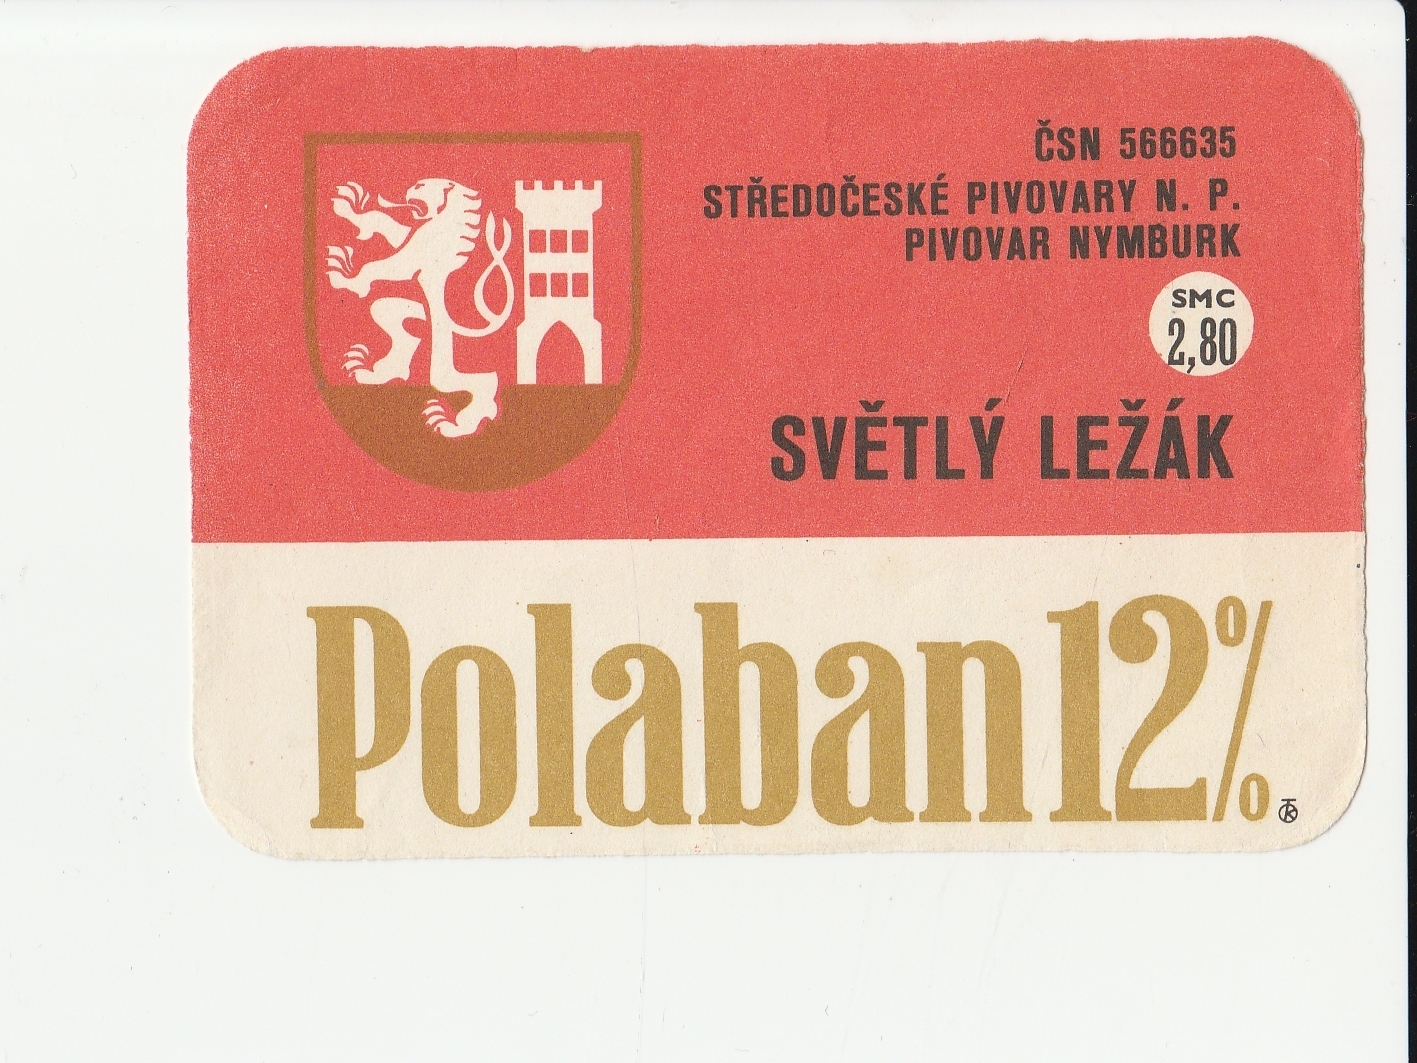 ČSN 566635
STŘEDOČESKÉ PIVOVARY N. P.
PIVOVAR NYMBURK
SMC
2,80
SVĚTLÝ LEŽÁK
Polaban 12%